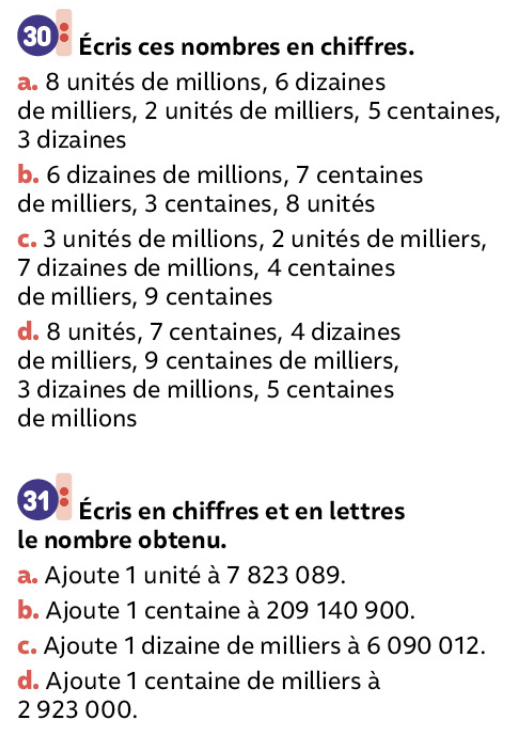 30 Écris ces nombres en chiffres.
a. 8 unités de millions, 6 dizaines
de milliers, 2 unités de milliers, 5 centaines,
3 dizaines
b. 6 dizaines de millions, 7 centaines
de milliers, 3 centaines, 8 unités
c. 3 unités de millions, 2 unités de milliers,
7 dizaines de millions, 4 centaines
de milliers, 9 centaines
d. 8 unités, 7 centaines, 4 dizaines
de milliers, 9 centaines de milliers,
3 dizaines de millions, 5 centaines
de millions
31 Écris en chiffres et en lettres
le nombre obtenu.
a. Ajoute 1 unité à 7 823 089.
b. Ajoute 1 centaine à 209 140 900.
c. Ajoute 1 dizaine de milliers à 6 090 012.
d. Ajoute 1 centaine de milliers à
2 923 000.